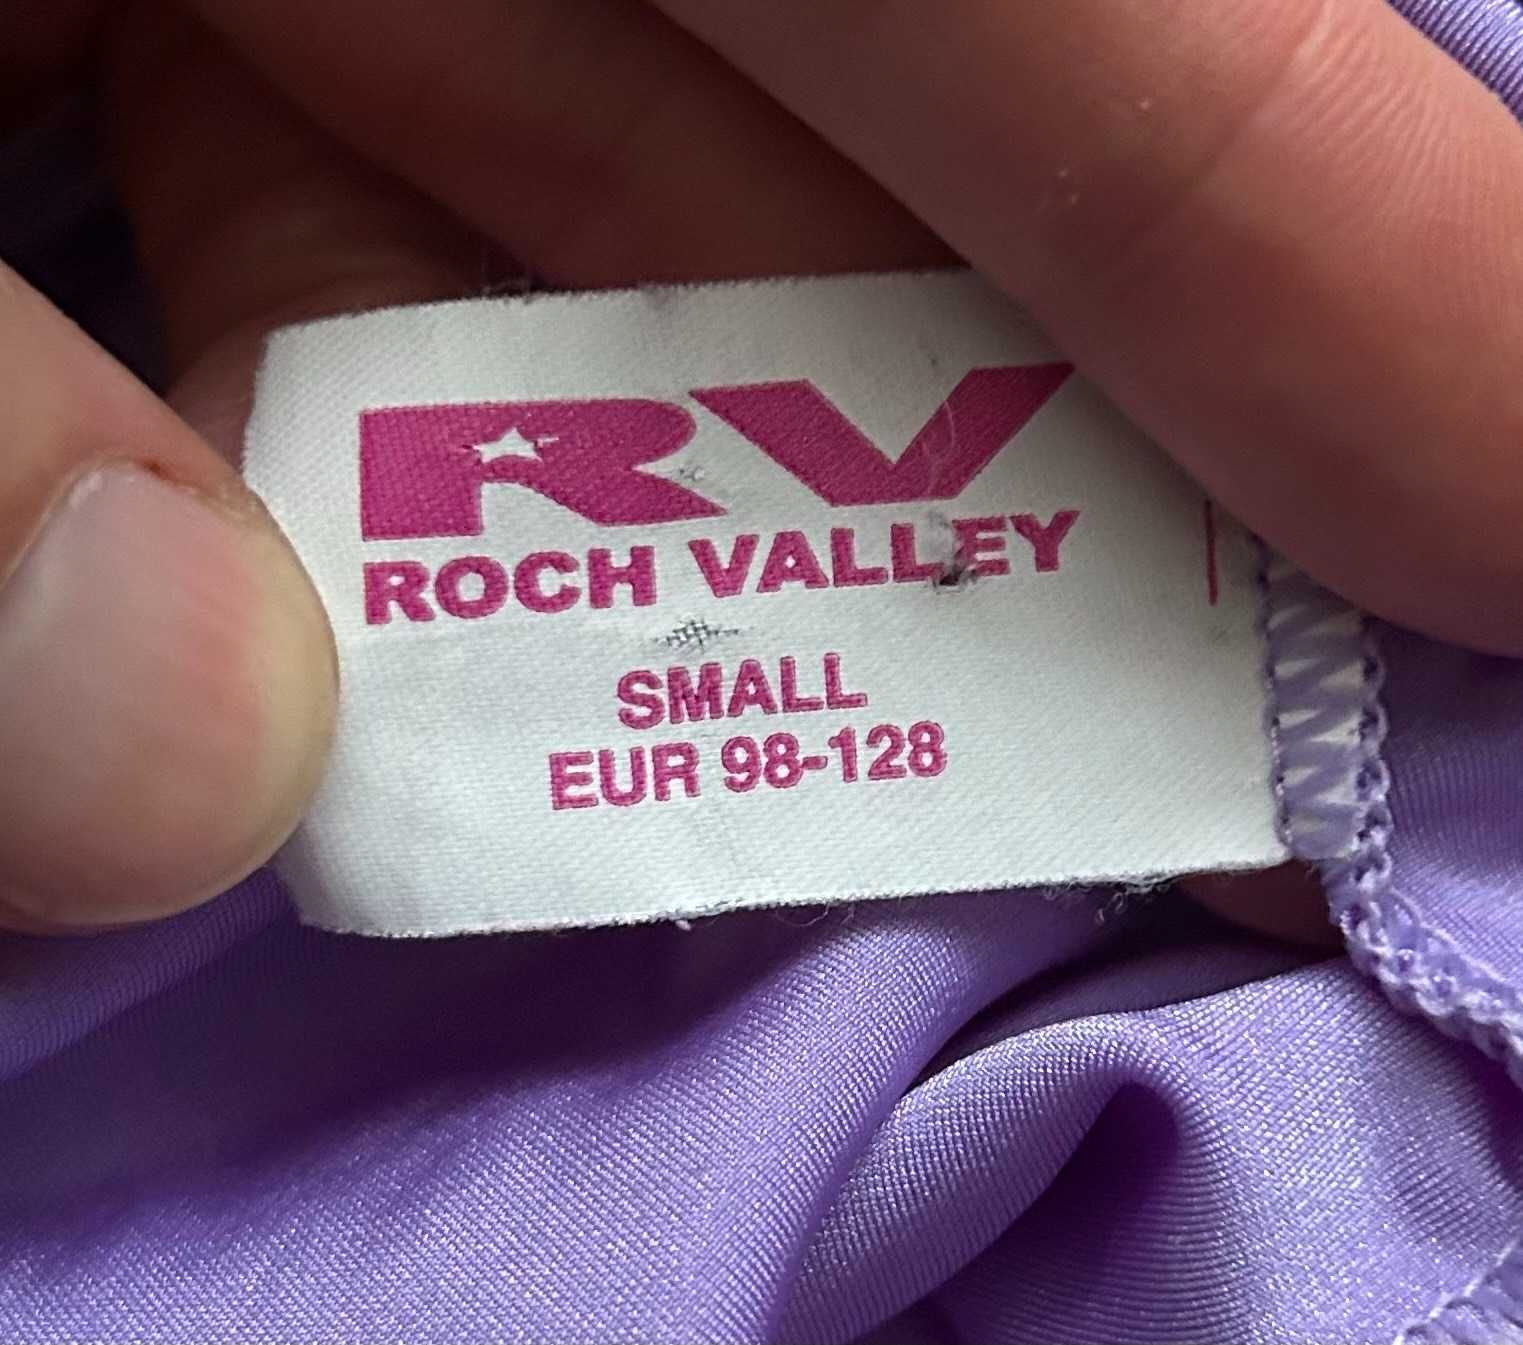 RV
ROCH VALLEY
SMALL
EUR 98-128